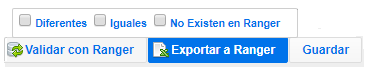 Diferentes Iguales No Existen en Ranger
Validar con Ranger Exportar a Ranger Guardar